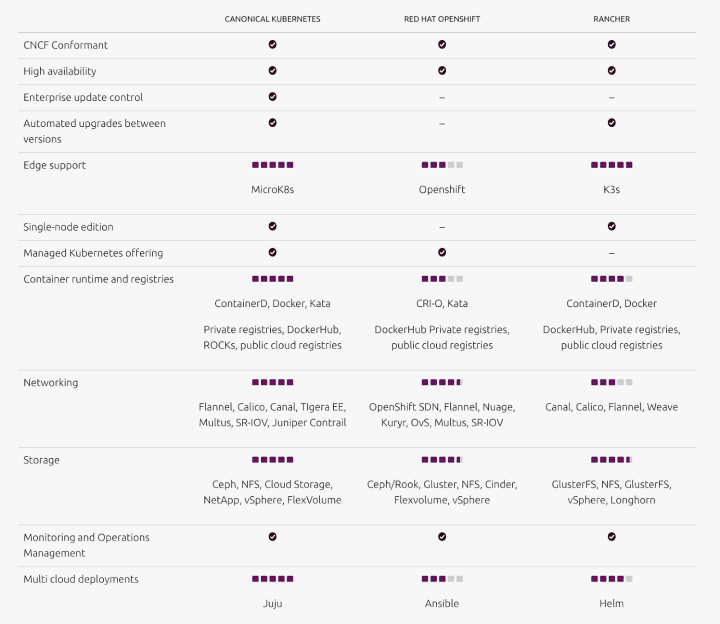 CANONICAL KUBERNETES RED HAT OPENSHIFT RANCHER
CNCF Conformant
High availability
Enterprise update control – –
Automated upgrades between
versions –
Edge support
MicroK8s Openshift K3s
Single-node edition –
Managed Kubernetes offering –
Container runtime and registries
ContainerD, Docker, Kata CRI-O, Kata ContainerD, Docker
Private registries, DockerHub, DockerHub Private registries, DockerHub, Private registries,
ROCKs, public cloud registries public cloud registries public cloud registries
Networking
Flannel, Calico, Canal, TIgera EE, OpenShift SDN, Flannel, Nuage, Canal, Calico, Flannel, Weave
Multus, SR-IOV, Juniper Contrail Kuryr, OvS, Multus, SR-IOV
Storage
Ceph, NFS, Cloud Storage, Ceph/Rook, Gluster, NFS, Cinder, GlusterFS, NFS, GlusterFS,
NetApp, vSphere, FlexVolume Flexvolume, vSphere vSphere, Longhorn
Monitoring and Operations
Management
Multi cloud deployments
Juju Ansible Helm